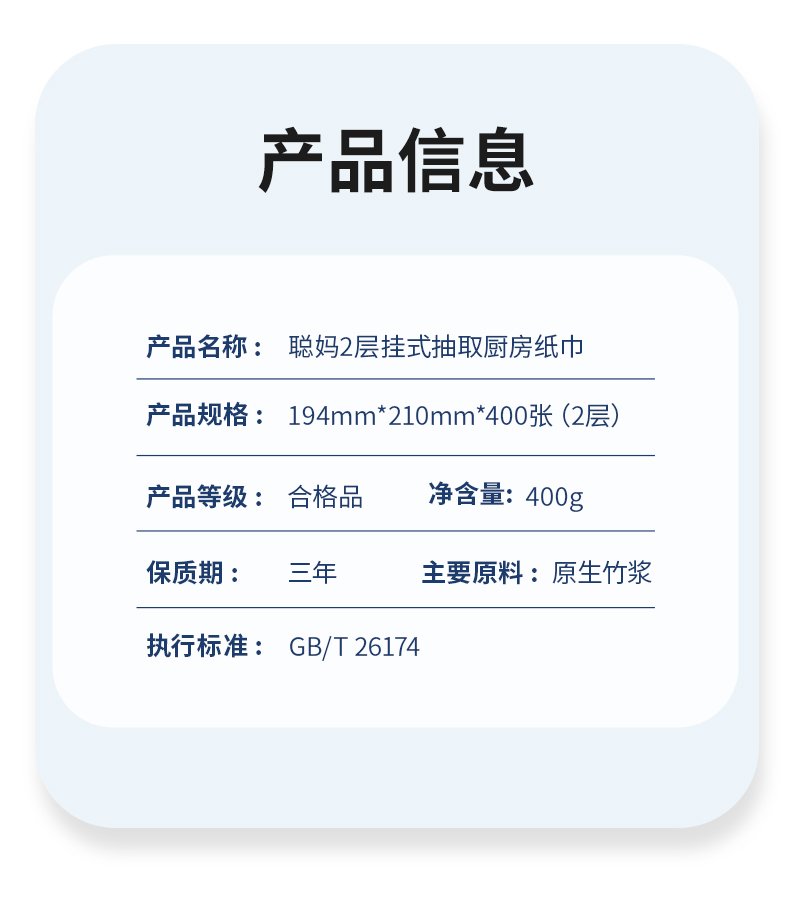 产品信息
产品名称： 聪妈2层挂式抽取厨房纸巾
产品规格： 194mm*210mm*400张（2层）
产品等级： 合格品 净含量: 400g
保质期： 三年 主要原料： 原生竹浆
执行标准： GB/T 26174